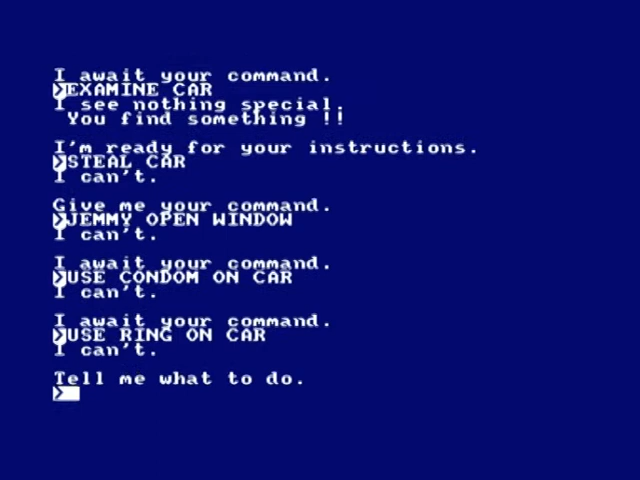 I await your command.
>EXAMINE CAR
I see nothing special.
You find something !!
I'm ready for your instructions.
>STEAL CAR
I can't.
Give me your command.
>JEMMY OPEN WINDOW
I can't.
I await your command.
>USE CONDOM ON CAR
I can't.
I await your command.
>USE RING ON CAR
I can't.
Tell me what to do.
>